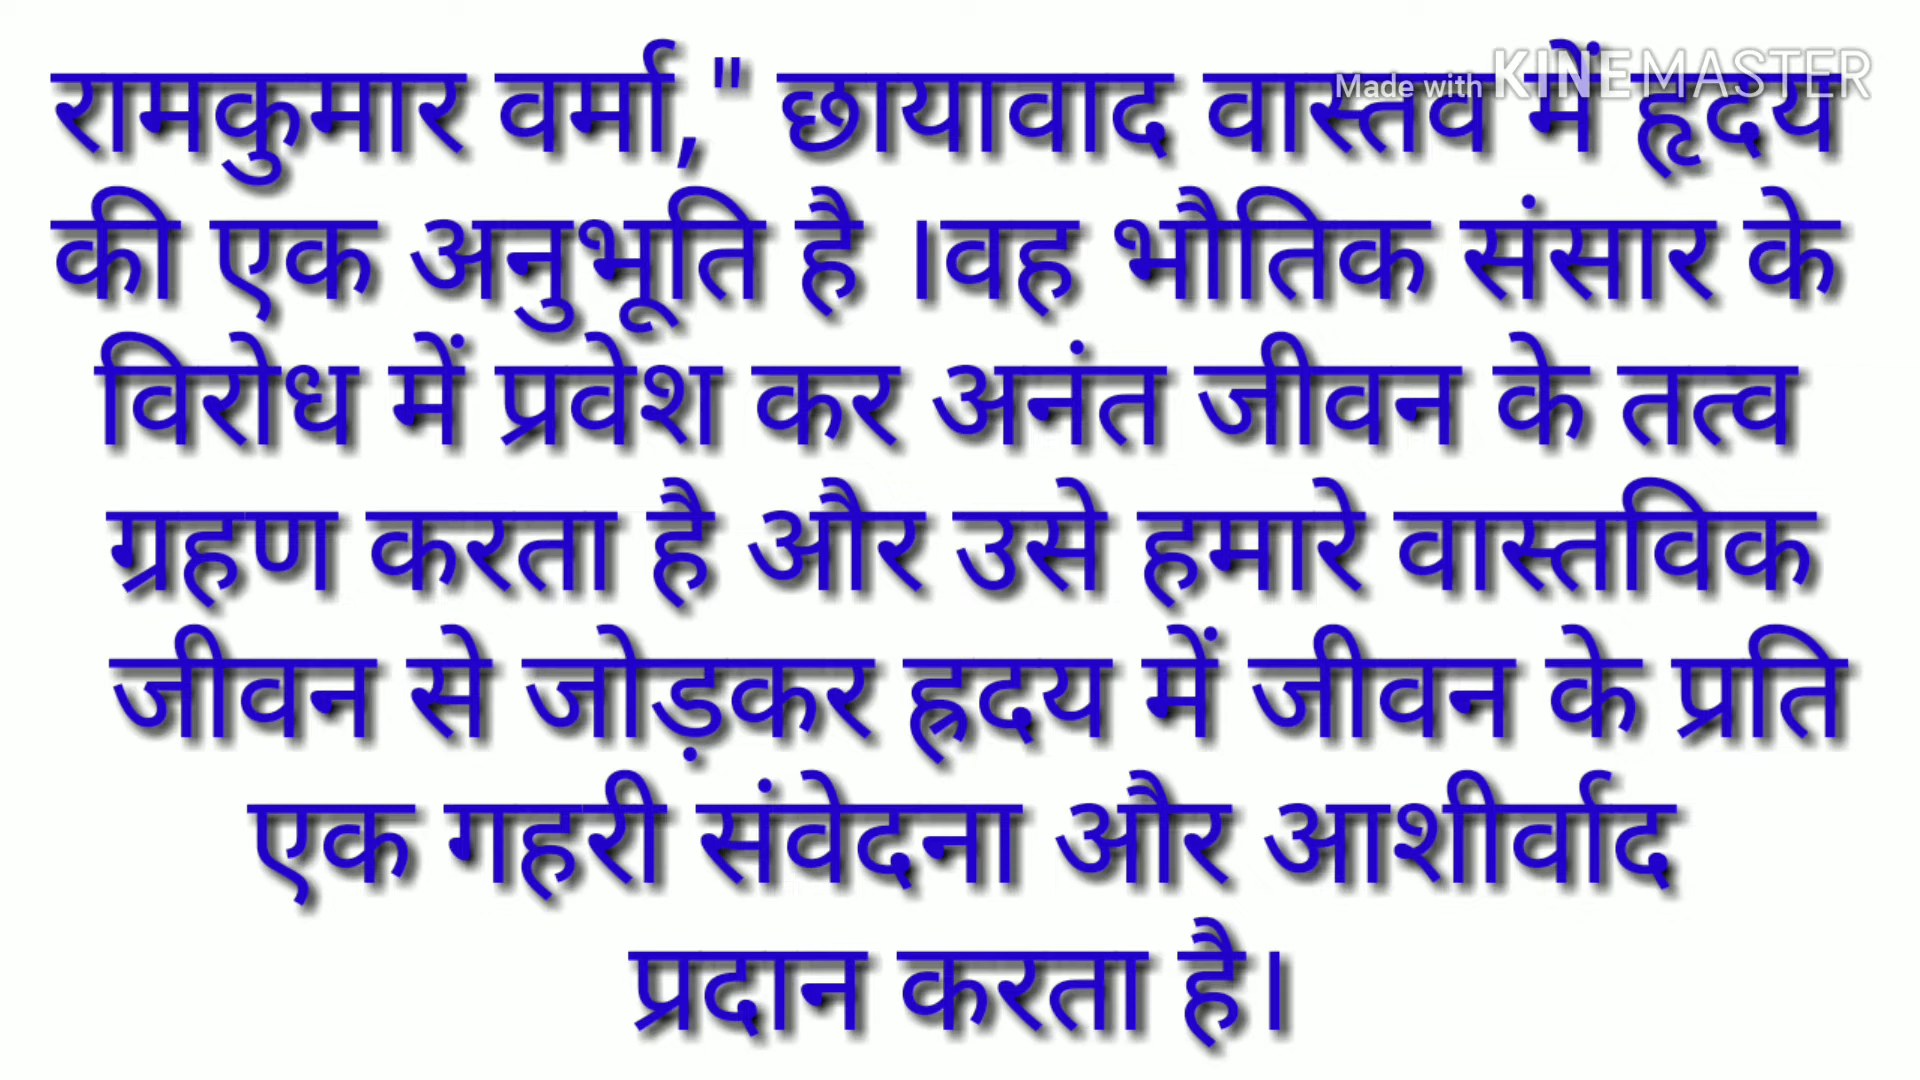 रामकुमार वर्मा," छायावाद वास्तव में हृदय
की एक अनुभूति है ।वह भौतिक संसार के
विरोध में प्रवेश कर अनंत जीवन के तत्व
ग्रहण करता है और उसे हमारे वास्तविक
जीवन से जोड़कर ह्रदय में जीवन के प्रति
एक गहरी संवेदना और आशीर्वाद
प्रदान करता है।
Made with KINEMASTER